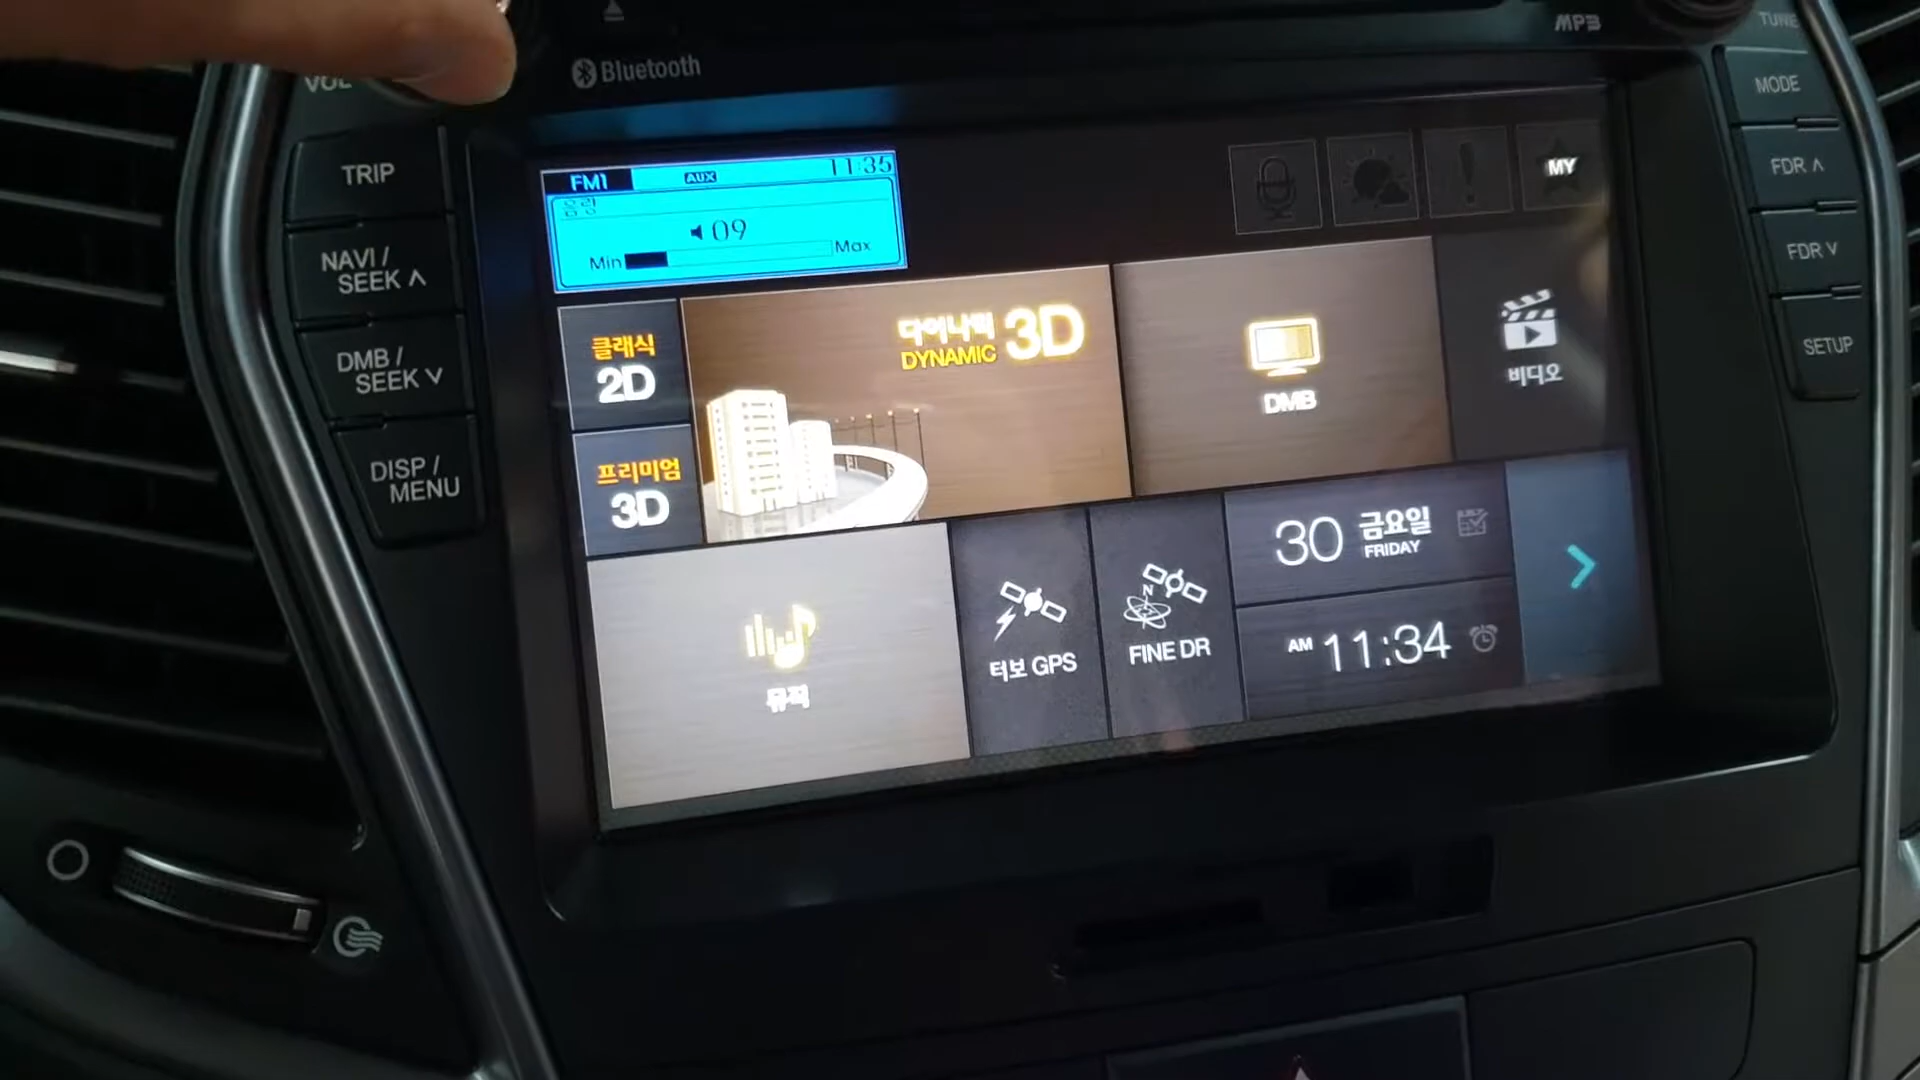 Bluetooth
MP3
TUNE
VOL
TRIP
NAVI /
SEEK ∧
DMB /
SEEK ∨
DISP /
MENU
MODE
FDR ∧
FDR ∨
SETUP
FM1 AUX 11:35
음량
09
Min Max
MY
클래식
2D
프리미엄
3D
다이나믹
DYNAMIC 3D
DMB
비디오
뮤직
터보 GPS
N
FINE DR
30 금요일
FRIDAY
AM 11:34